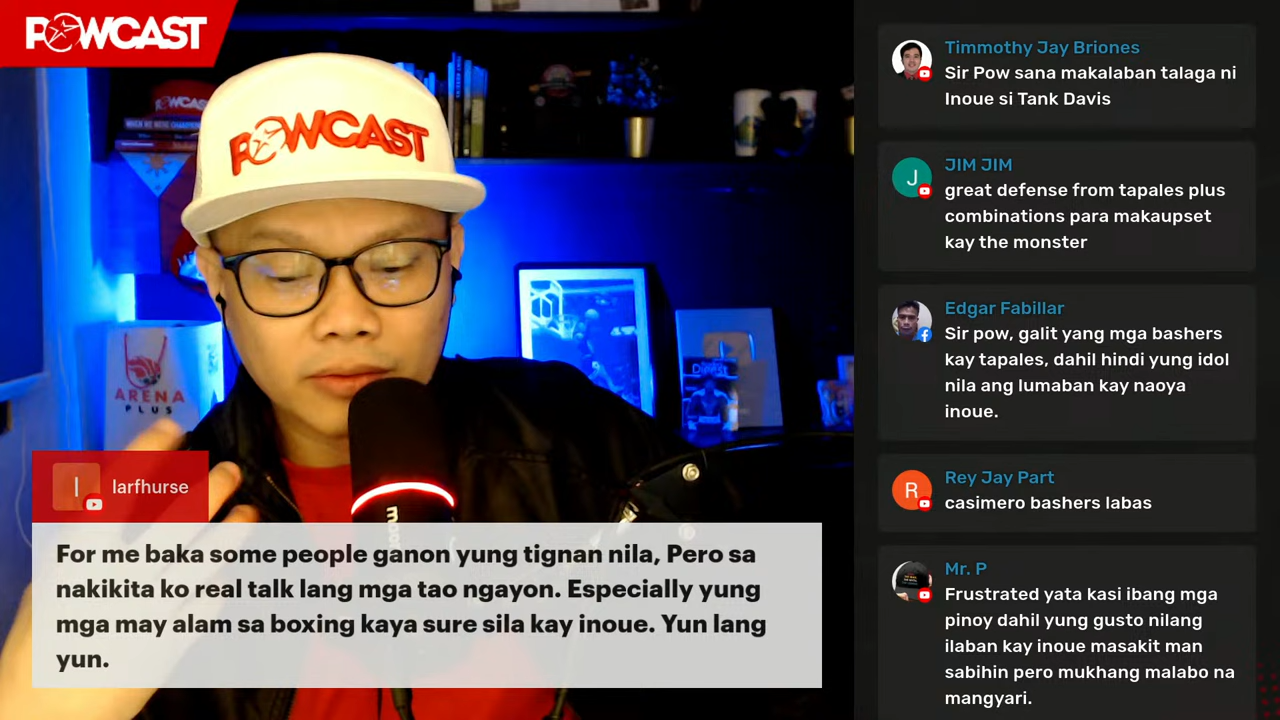 POWCAST
POWCAST
POWCAST
ARENA
PLUS
larfhurse
For me baka some people ganon yung tignan nila, Pero sa
nakikita ko real talk lang mga tao ngayon. Especially yung
mga may alam sa boxing kaya sure sila kay inoue. Yun lang
yun.
Timmothy Jay Briones
Sir Pow sana makalaban talaga ni
Inoue si Tank Davis
J
JIM JIM
great defense from tapales plus
combinations para makaupset
kay the monster
Edgar Fabillar
Sir pow, galit yang mga bashers
kay tapales, dahil hindi yung idol
nila ang lumaban kay naoya
inoue.
R
Rey Jay Part
casimero bashers labas
Mr. P
Frustrated yata kasi ibang mga
pinoy dahil yung gusto nilang
ilaban kay inoue masakit man
sabihin pero mukhang malabo na
mangyari.